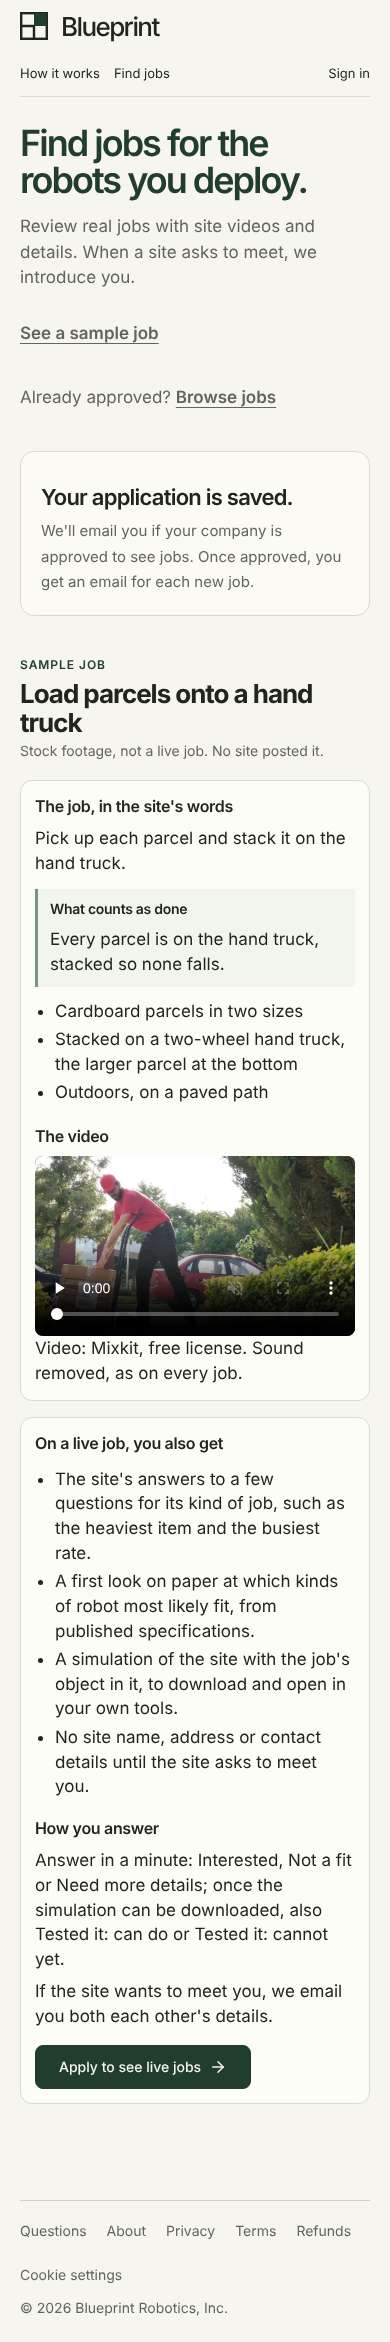 Blueprint
How it works Find jobs Sign in
Find jobs for the
robots you deploy.
Review real jobs with site videos and
details. When a site asks to meet, we
introduce you.
See a sample job
Already approved? Browse jobs
Your application is saved.
We'll email you if your company is
approved to see jobs. Once approved, you
get an email for each new job.
SAMPLE JOB
Load parcels onto a hand
truck
Stock footage, not a live job. No site posted it.
The job, in the site's words
Pick up each parcel and stack it on the
hand truck.
What counts as done
Every parcel is on the hand truck,
stacked so none falls.
• Cardboard parcels in two sizes
• Stacked on a two-wheel hand truck,
the larger parcel at the bottom
• Outdoors, on a paved path
The video
0:00
Video: Mixkit, free license. Sound
removed, as on every job.
On a live job, you also get
• The site's answers to a few
questions for its kind of job, such as
the heaviest item and the busiest
rate.
• A first look on paper at which kinds
of robot most likely fit, from
published specifications.
• A simulation of the site with the job's
object in it, to download and open in
your own tools.
• No site name, address or contact
details until the site asks to meet
you.
How you answer
Answer in a minute: Interested, Not a fit
or Need more details; once the
simulation can be downloaded, also
Tested it: can do or Tested it: cannot
yet.
If the site wants to meet you, we email
you both each other's details.
Apply to see live jobs →
Questions About Privacy Terms Refunds
Cookie settings
© 2026 Blueprint Robotics, Inc.